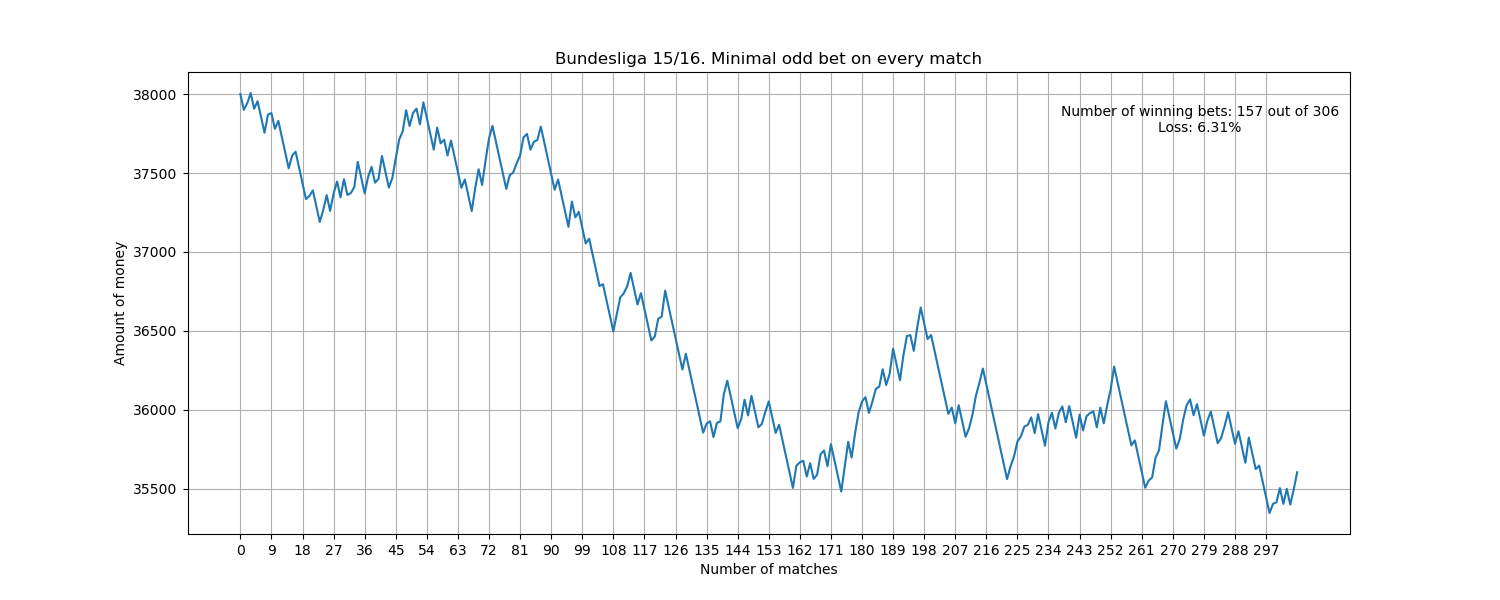 Bundesliga 15/16. Minimal odd bet on every match
Number of winning bets: 157 out of 306
Loss: 6.31%
Amount of money
38000
37500
37000
36500
36000
35500
0 9 18 27 36 45 54 63 72 81 90 99 108 117 126 135 144 153 162 171 180 189 198 207 216 225 234 243 252 261 270 279 288 297
Number of matches